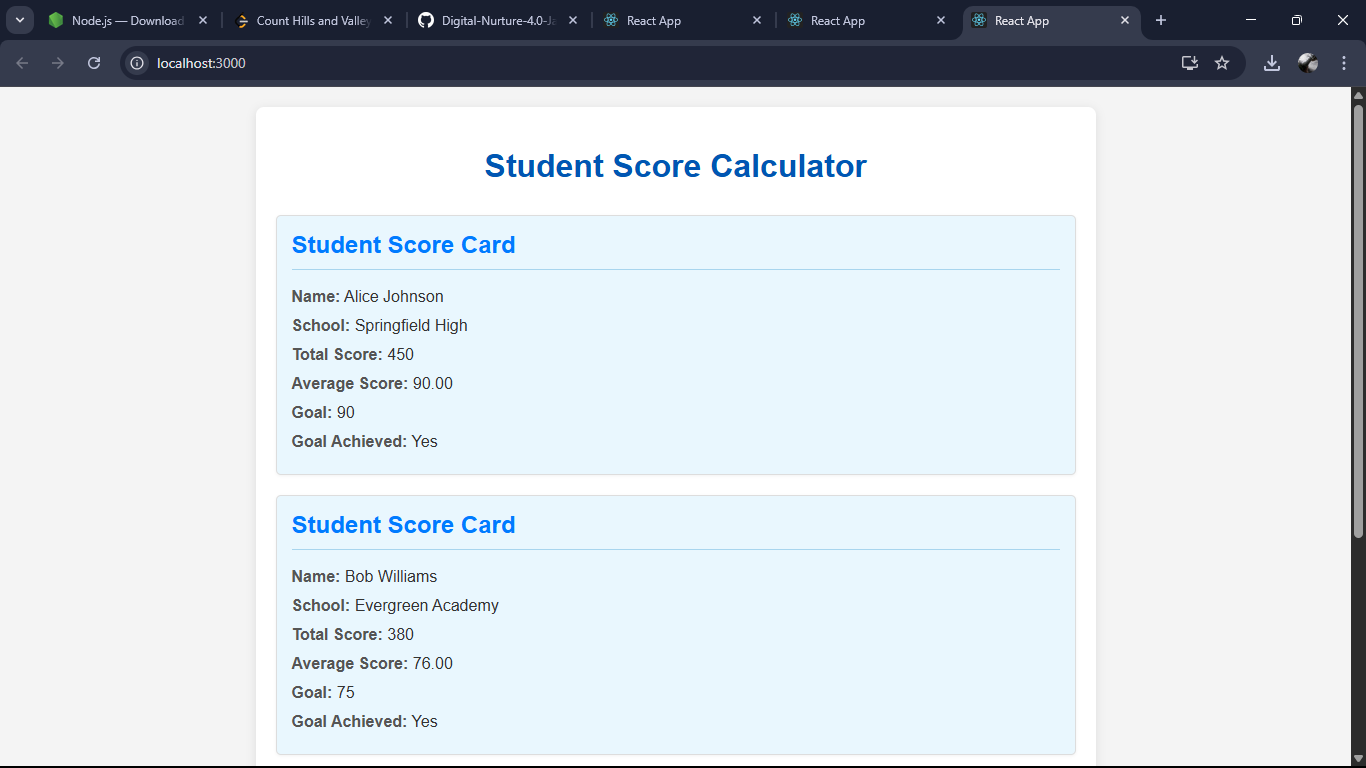 Node.js — Download
Count Hills and Valley
Digital-Nurture-4.0-Ja
React App
React App
React App
localhost:3000
Student Score Calculator
Student Score Card
Name: Alice Johnson
School: Springfield High
Total Score: 450
Average Score: 90.00
Goal: 90
Goal Achieved: Yes
Student Score Card
Name: Bob Williams
School: Evergreen Academy
Total Score: 380
Average Score: 76.00
Goal: 75
Goal Achieved: Yes